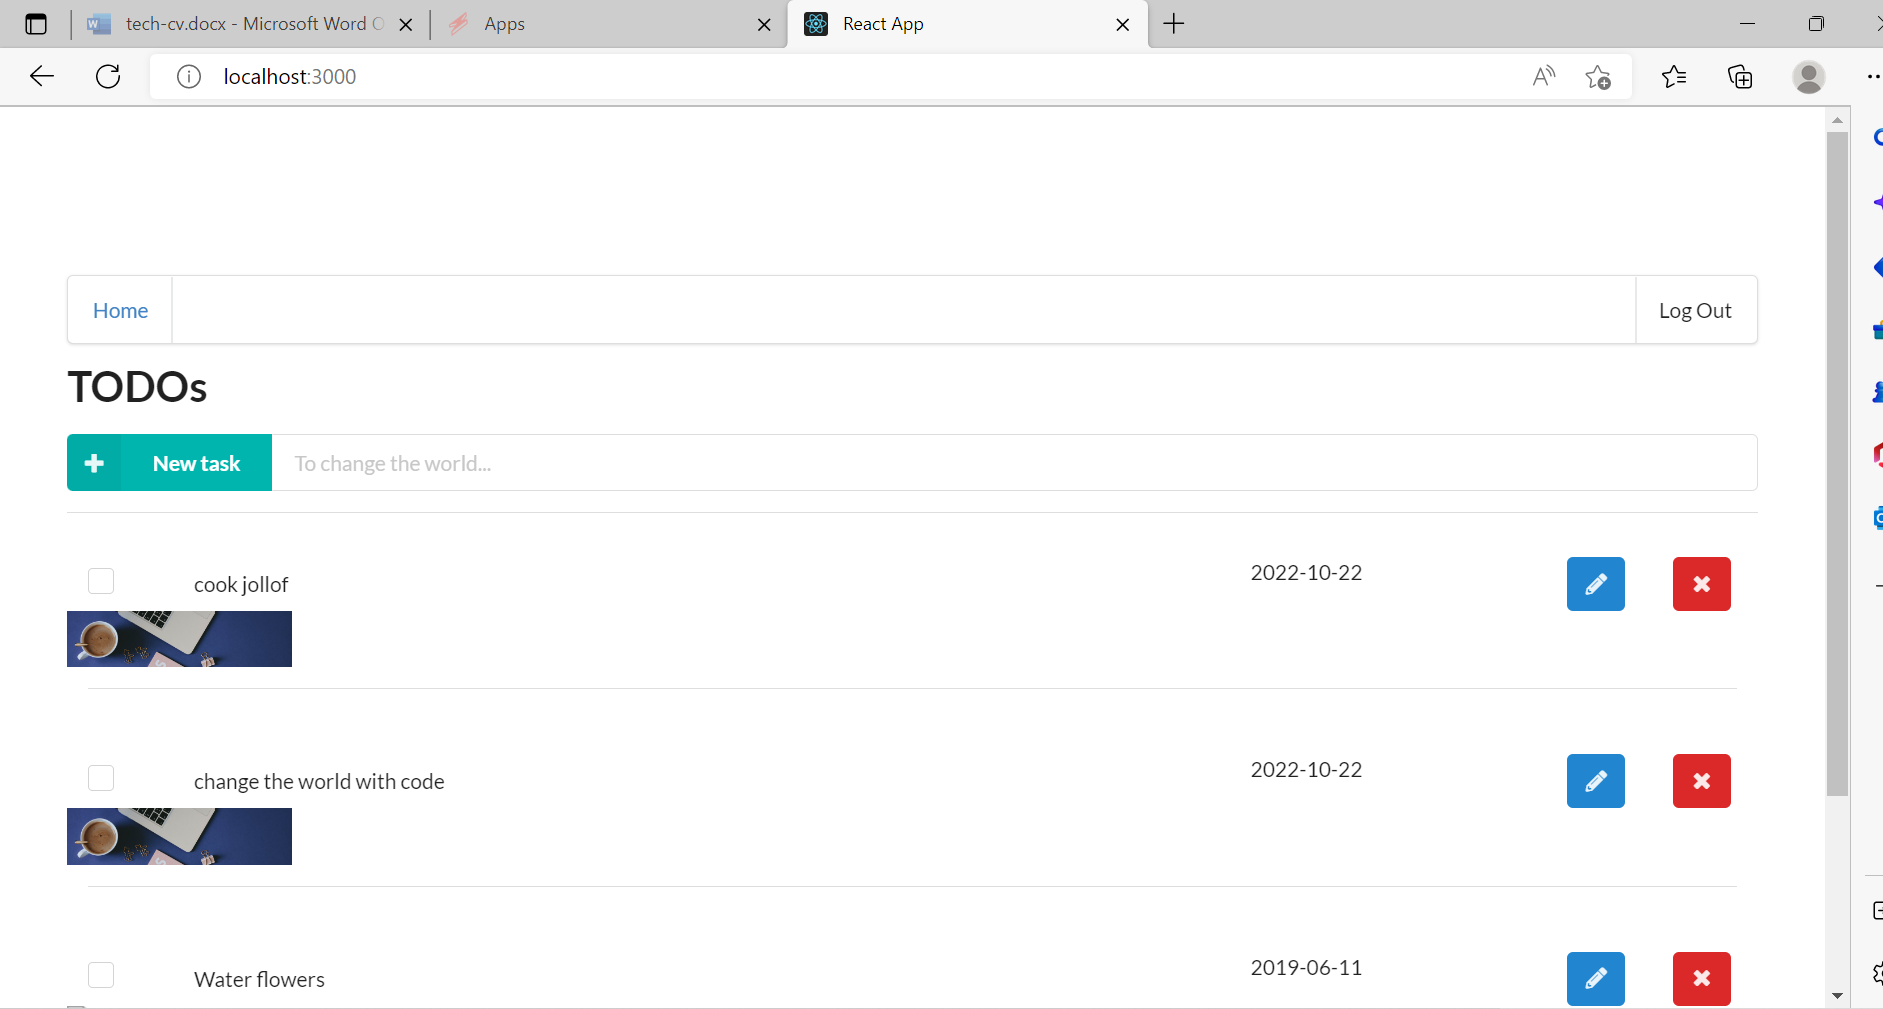 tech-cv.docx - Microsoft Word O
Apps
React App
localhost:3000
Home
Log Out
TODOs
New task
To change the world...
cook jollof
2022-10-22
change the world with code
2022-10-22
Water flowers
2019-06-11